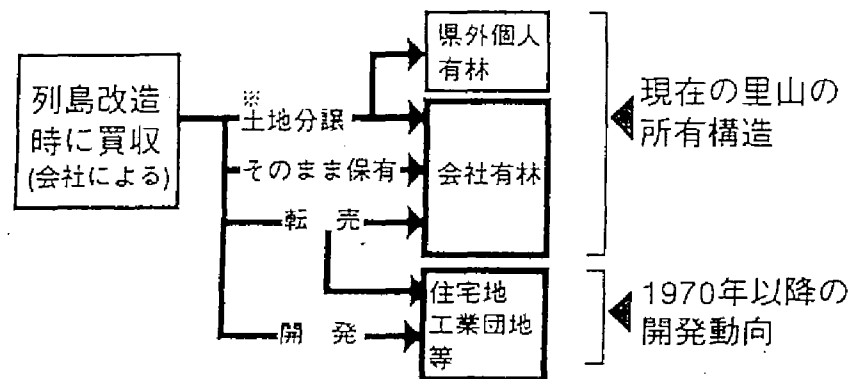 列島改造
時に買収
(会社による)
※
土地分譲
そのまま保有
転売
開発
県外個人
有林
会社有林
住宅地
工業団地
等
現在の里山の
所有構造
1970年以降の
開発動向